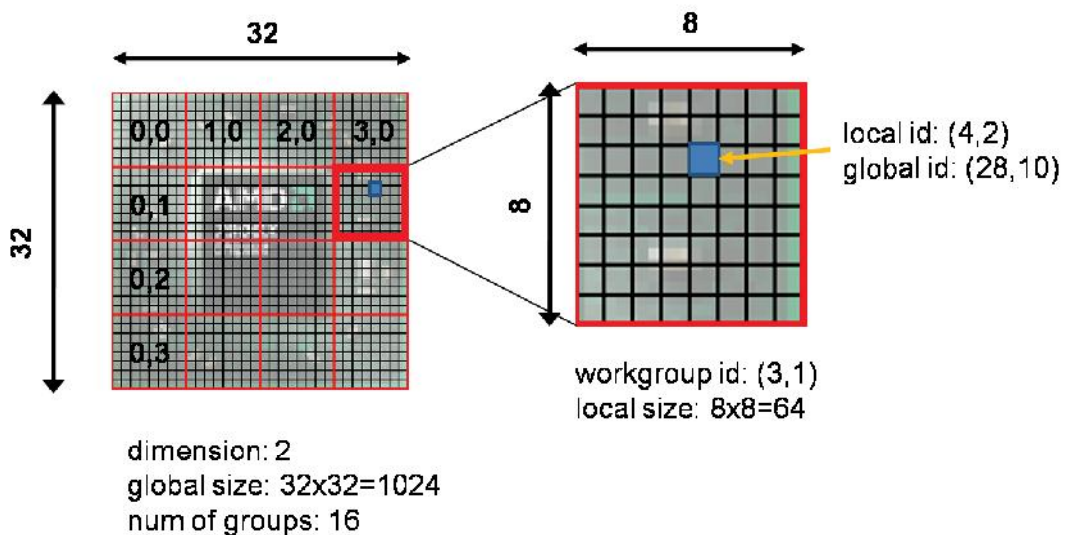 32
8
32
0,0 1,0 2,0 3,0
0,1
0,2
0,3
AMD
8
local id: (4,2)
global id: (28,10)
workgroup id: (3,1)
local size: 8x8=64
dimension: 2
global size: 32x32=1024
num of groups: 16